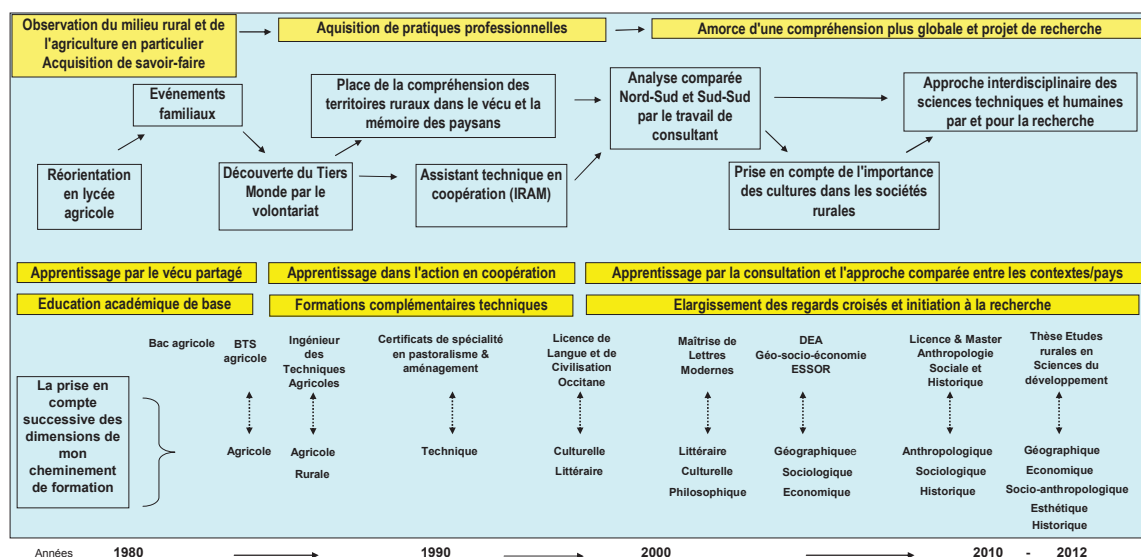 Observation du milieu rural et de
l'agriculture en particulier
Acquisition de savoir-faire
Aquisition de pratiques professionnelles
Amorce d'une compréhension plus globale et projet de recherche
Evénements
familiaux
Place de la compréhension des
territoires ruraux dans le vécu et la
mémoire des paysans
Analyse comparée
Nord-Sud et Sud-Sud
par le travail de
consultant
Approche interdisciplinaire des
sciences techniques et humaines
par et pour la recherche
Réorientation
en lycée
agricole
Découverte du Tiers
Monde par le
volontariat
Assistant technique en
coopération (IRAM)
Prise en compte de l'importance
des cultures dans les sociétés
rurales
Apprentissage par le vécu partagé
Apprentissage dans l'action en coopération
Apprentissage par la consultation et l'approche comparée entre les contextes/pays
Education académique de base
Formations complémentaires techniques
Elargissement des regards croisés et initiation à la recherche
Bac agricole
BTS
agricole
Ingénieur
des
Techniques
Agricoles
Certificats de spécialité
en pastoralisme &
aménagement
Licence de
Langue et de
Civilisation
Occitane
Maîtrise de
Lettres
Modernes
DEA
Géo-socio-économie
ESSOR
Licence & Master
Anthropologie
Sociale et
Historique
Thèse Etudes
rurales en
Sciences du
développement
La prise en
compte
successive des
dimensions de
mon
cheminement
de formation
Agricole
Agricole
Rurale
Technique
Culturelle
Littéraire
Littéraire
Culturelle
Philosophique
Géographiquee
Sociologique
Economique
Anthropologique
Sociologique
Historique
Géographique
Economique
Socio-anthropologique
Esthétique
Historique
Années 1980 1990 2000 2010 - 2012